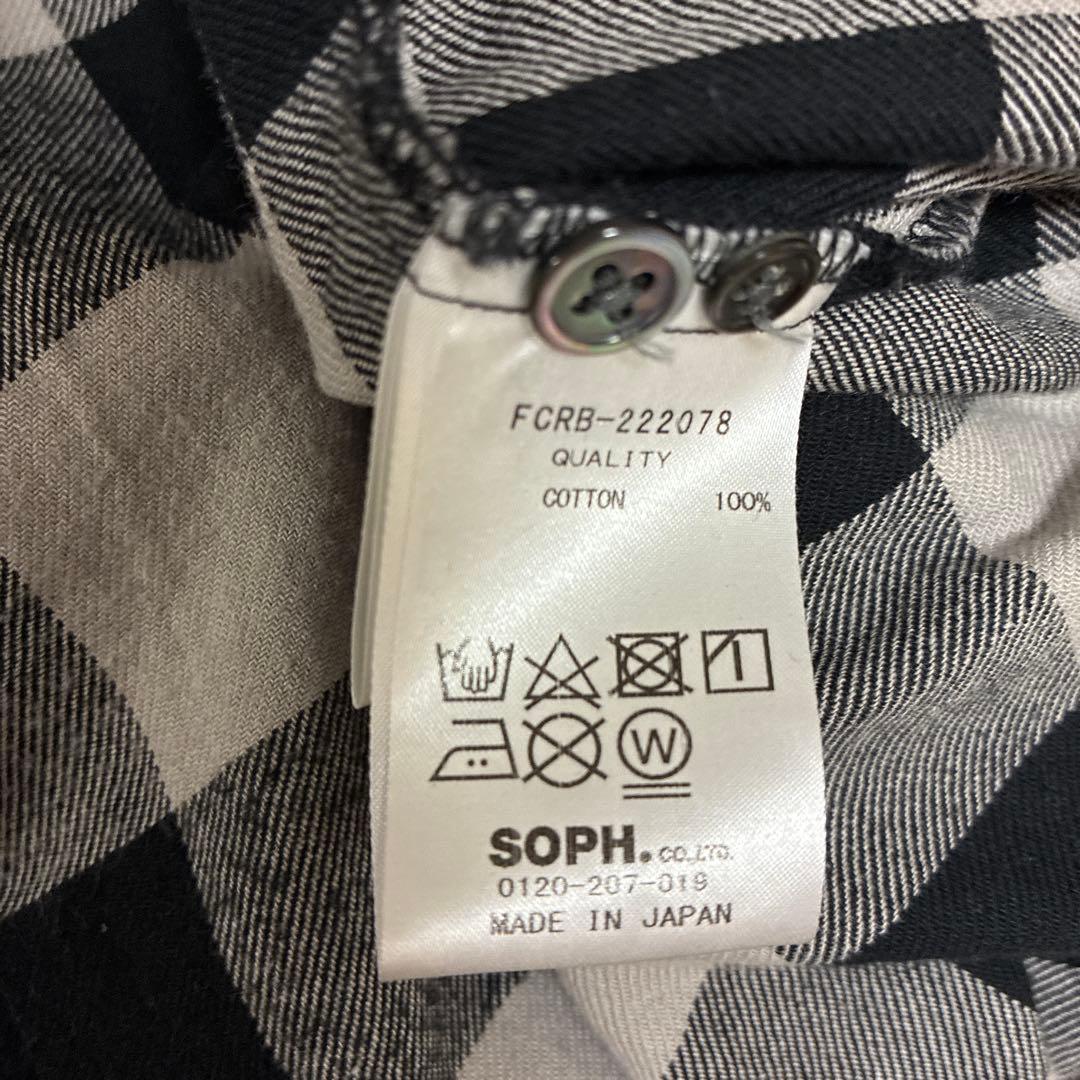 FCRB-222078
QUALITY
COTTON 100%
W
SOPH. CO.,LTD.
0120-207-019
MADE IN JAPAN